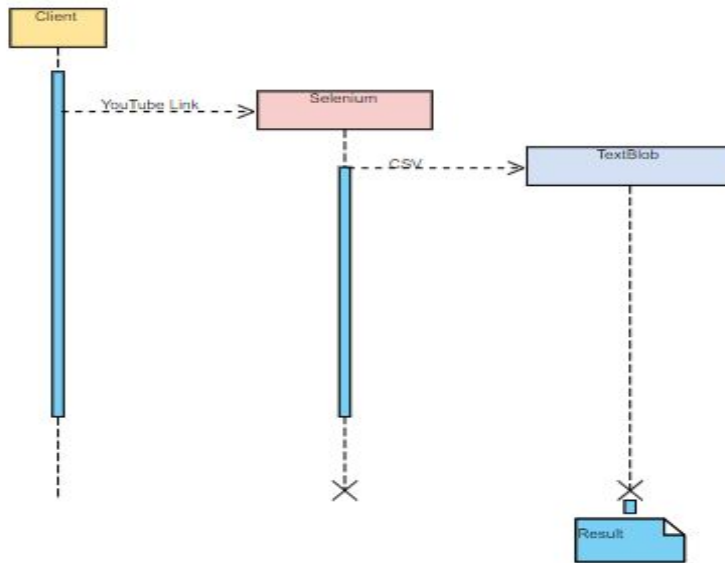 Client
YouTube Link
Selenium
CSV
TextBlob
Result